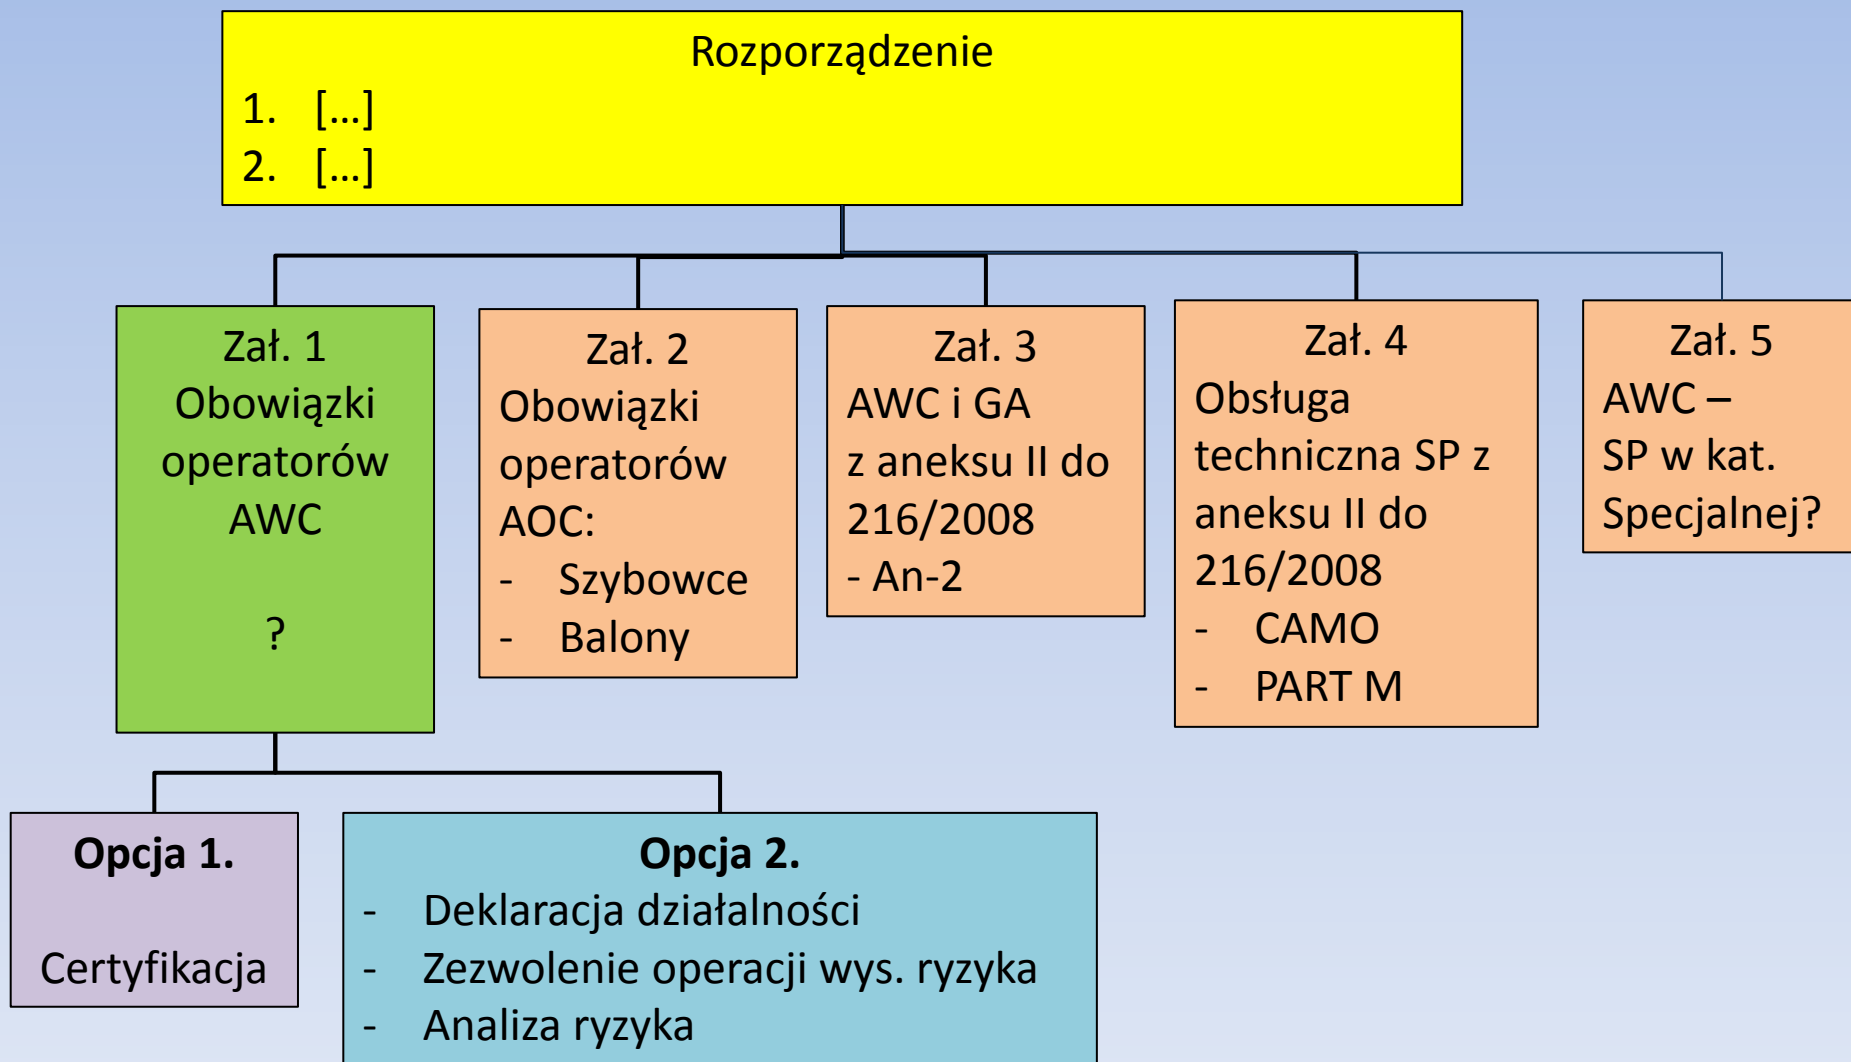 Rozporządzenie
1. [...]
2. [...]
Zał. 1
Obowiązki
operatorów
AWC
?
Zał. 2
Obowiązki
operatorów
AOC:
- Szybowce
- Balony
Zał. 3
AWC i GA
z aneksu II do
216/2008
- An-2
Zał. 4
Obsługa
techniczna SP z
aneksu II do
216/2008
- CAMO
- PART M
Zał. 5
AWC –
SP w kat.
Specjalnej?
Opcja 1.
Certyfikacja
Opcja 2.
- Deklaracja działalności
- Zezwolenie operacji wys. ryzyka
- Analiza ryzyka